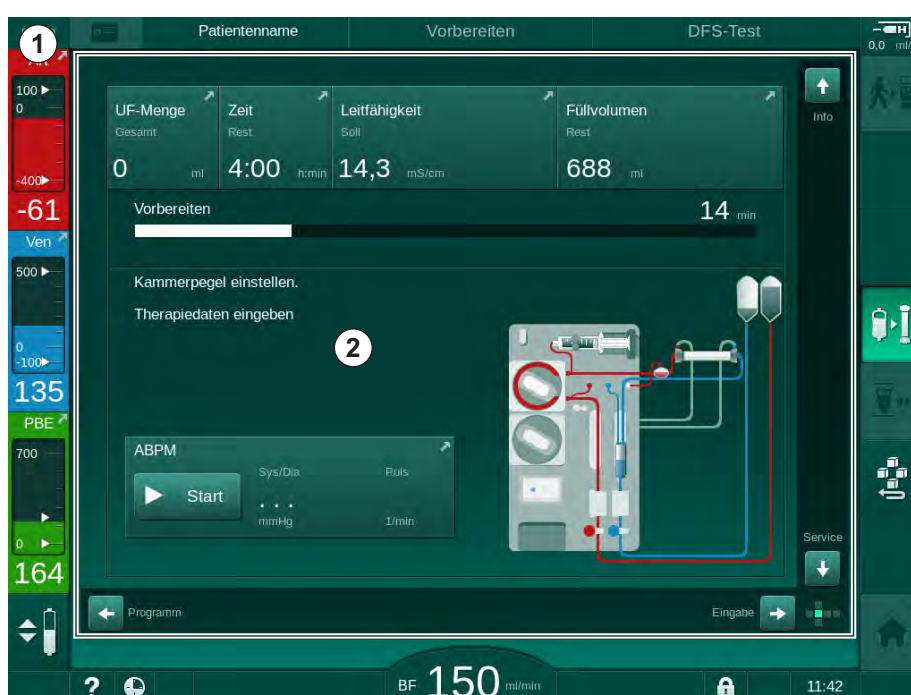 1
Patientenname
Vorbereiten
DFS-Test
H
0,0 ml/
100
0
-400
-61
Ven
500
0
-100
135
PBE
700
0
164
UF-Menge
Gesamt
0 ml
Zeit
Rest
4:00 h:min
Leitfähigkeit
Soll
14,3 mS/cm
Füllvolumen
Rest
688 ml
Info
Vorbereiten
14 min
Kammerpegel einstellen.
Therapiedaten eingeben
2
ABPM
Start
Sys/Dia
. . .
mmHg
Puls
1/min
Service
Programm
Eingabe
?
BF 150 ml/min
11:42